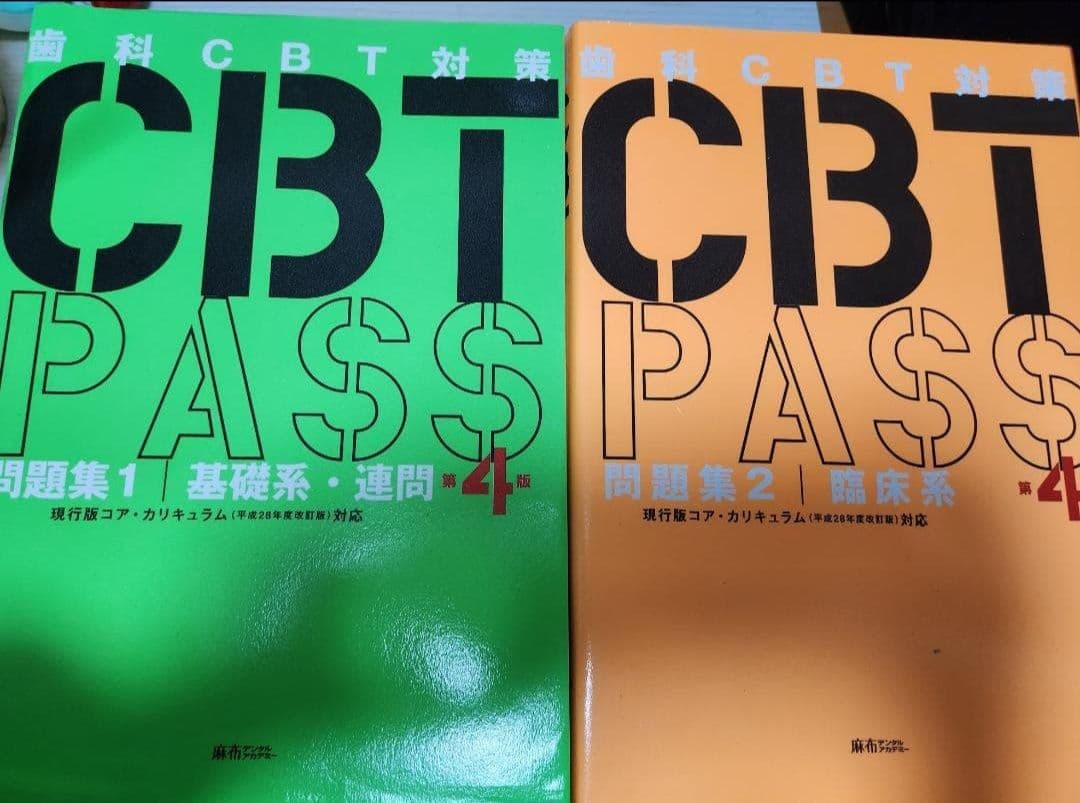 歯科CBT対策
CBT
PASS
問題集1|基礎系・連問 第4版
現行版コア・カリキュラム(平成28年度改訂版)対応
麻布デンタルアカデミー
歯科CBT対策
CBT
PASS
問題集2|臨床系 第4
現行版コア・カリキュラム(平成28年度改訂版)対応
麻布デンタルアカデミー